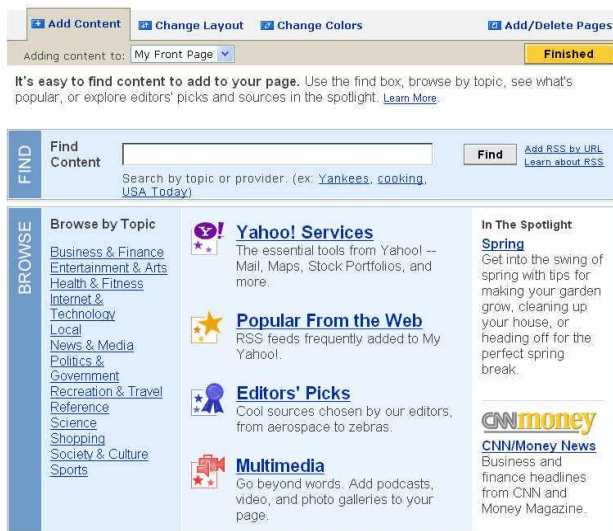 Add Content
Change Layout
Change Colors
Add/Delete Pages
Adding content to:
My Front Page
Finished
It's easy to find content to add to your page. Use the find box, browse by topic, see what's
popular, or explore editors' picks and sources in the spotlight. Learn More.
FIND
Find
Content
Find
Add RSS by URL
Learn about RSS
Search by topic or provider. (ex: Yankees, cooking,
USA Today)
BROWSE
Browse by Topic
Business & Finance
Entertainment & Arts
Health & Fitness
Internet &
Technology
Local
News & Media
Politics &
Government
Recreation & Travel
Reference
Science
Shopping
Society & Culture
Sports
Y!
Yahoo! Services
The essential tools from Yahoo! --
Mail, Maps, Stock Portfolios, and
more.
Popular From the Web
RSS feeds frequently added to My
Yahoo!.
Editors' Picks
Cool sources chosen by our editors,
from aerospace to zebras.
Multimedia
Go beyond words. Add podcasts,
video, and photo galleries to your
page.
In The Spotlight
Spring
Get into the swing of
spring with tips for
making your garden
grow, cleaning up
your house, or
heading off for the
perfect spring
break.
CNNmoney
CNN/Money News
Business and
finance headlines
from CNN and
Money Magazine.